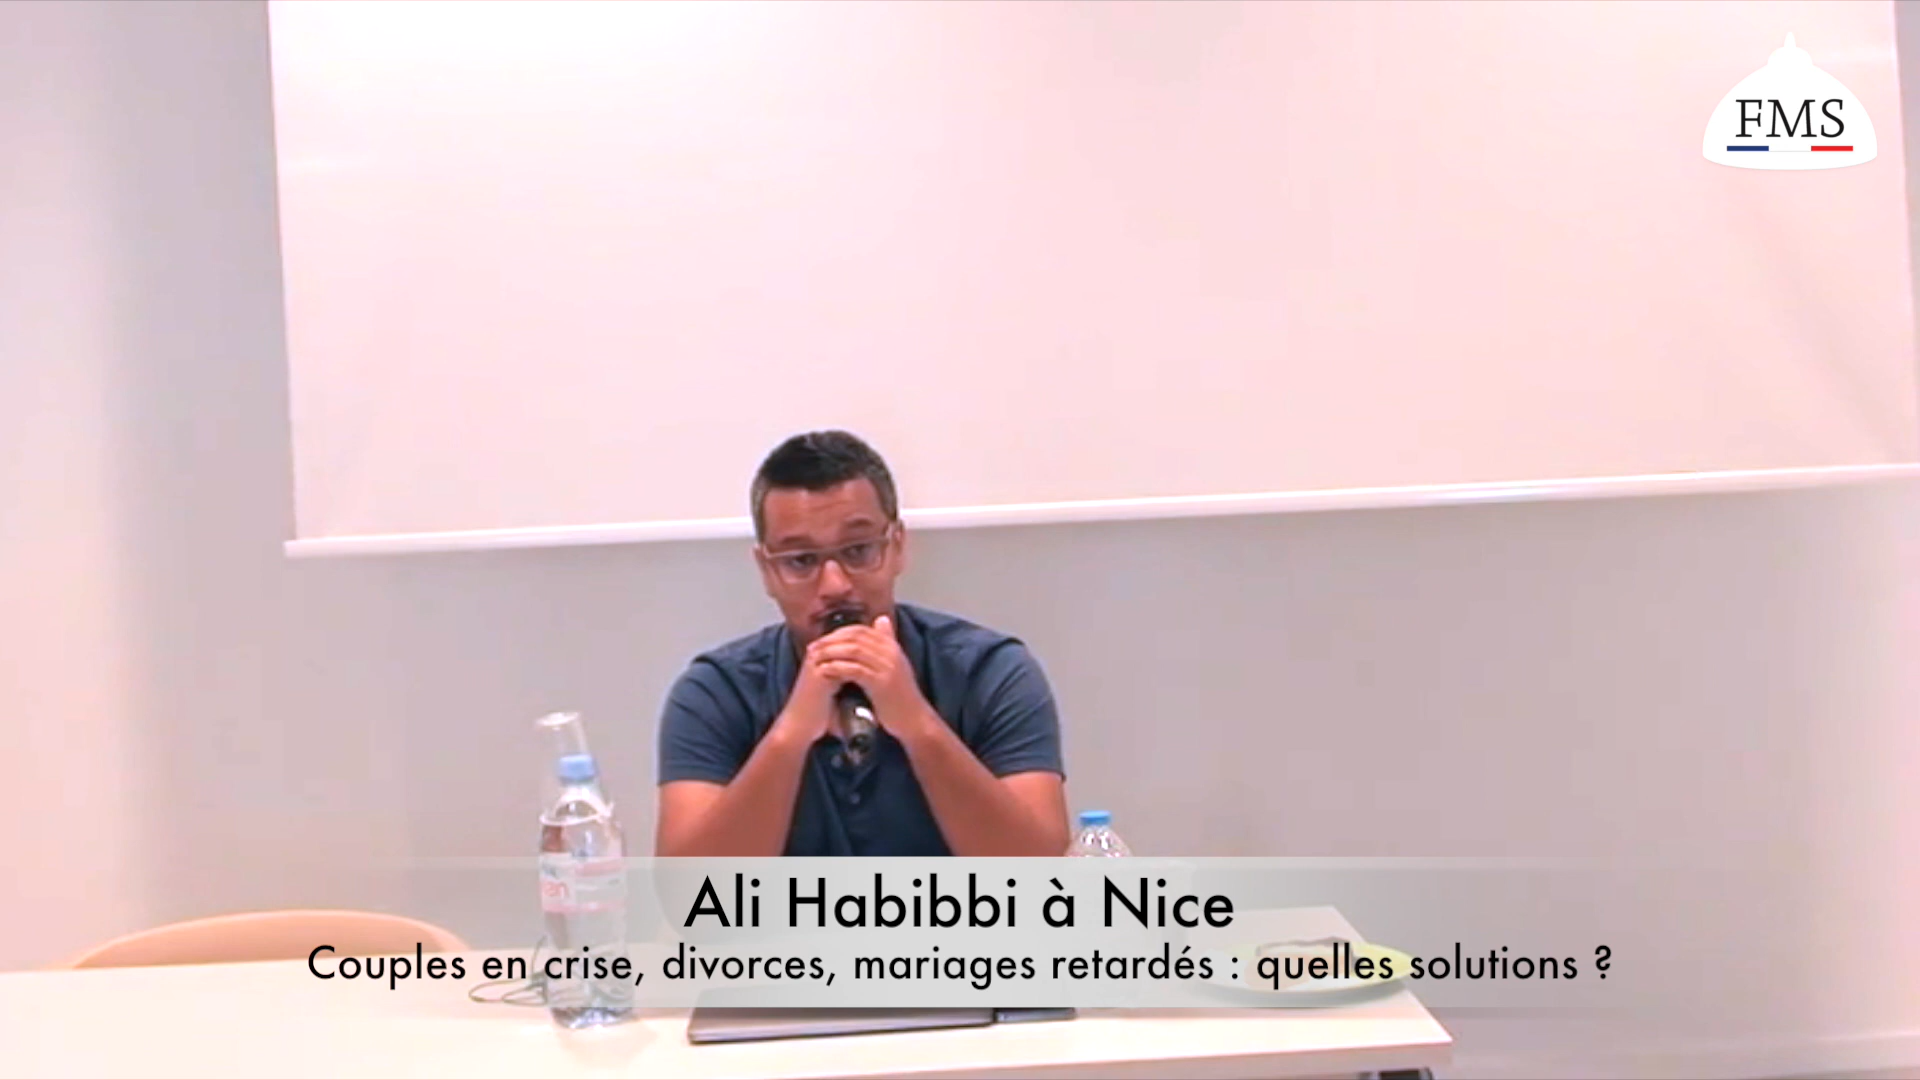 FMS
Ali Habibbi à Nice
Couples en crise, divorces, mariages retardés : quelles solutions ?